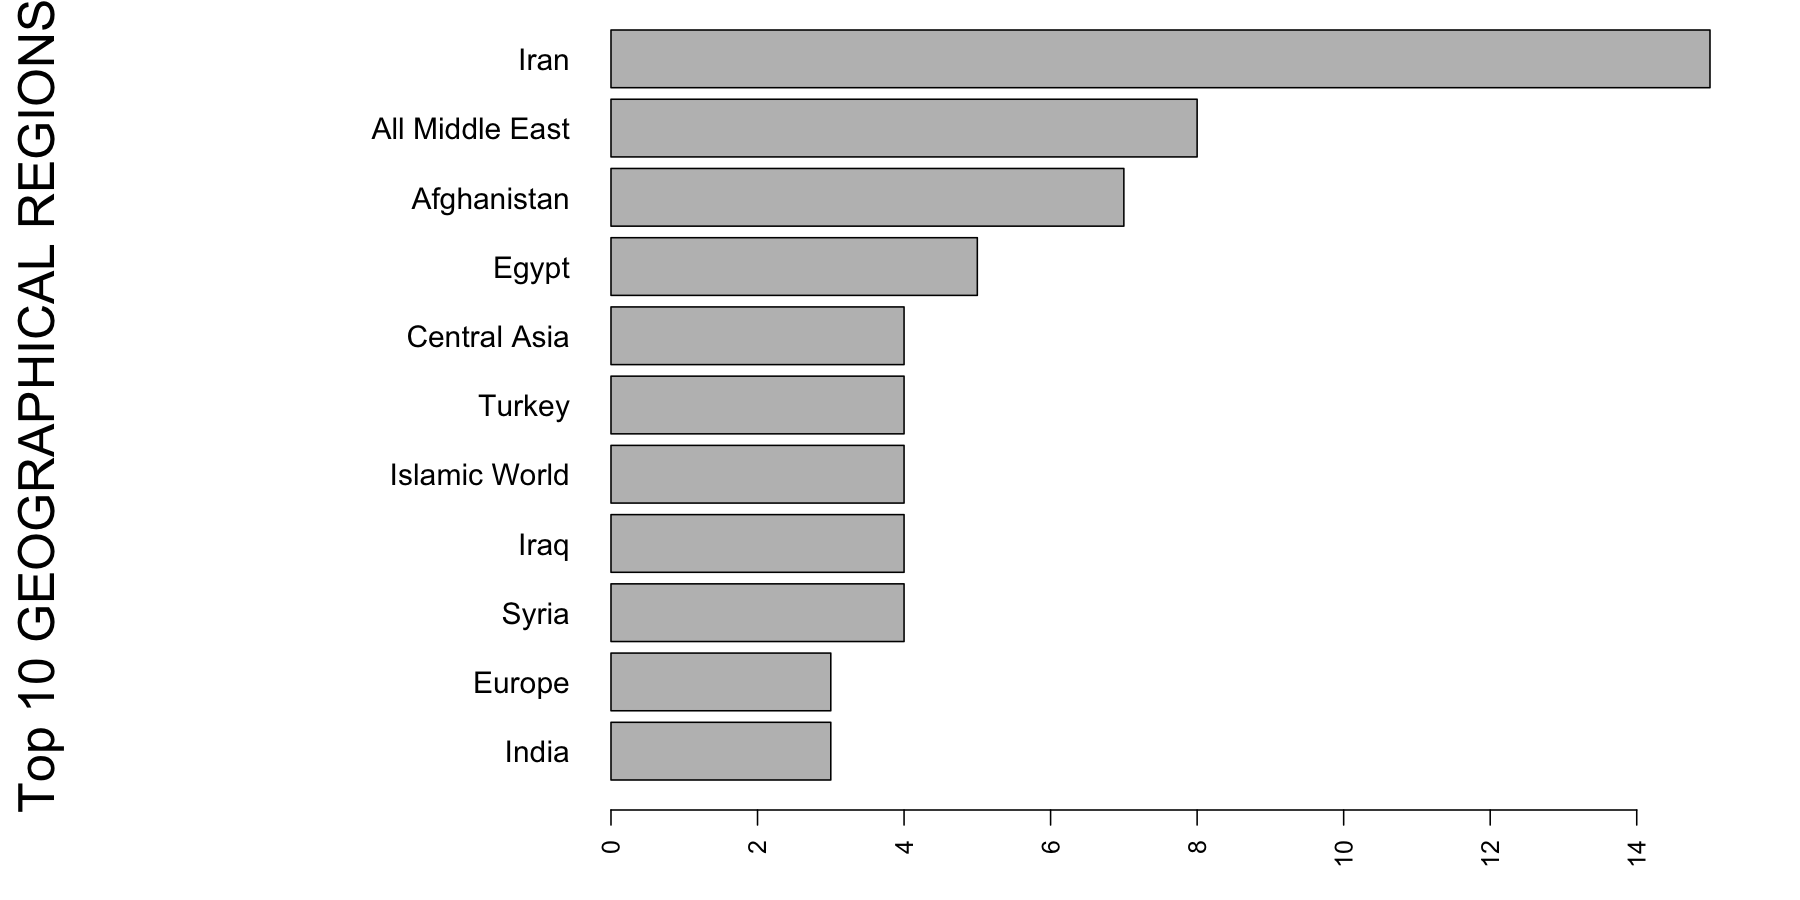 Top 10 GEOGRAPHICAL REGIONS
Iran
All Middle East
Afghanistan
Egypt
Central Asia
Turkey
Islamic World
Iraq
Syria
Europe
India
0 2 4 6 8 10 12 14